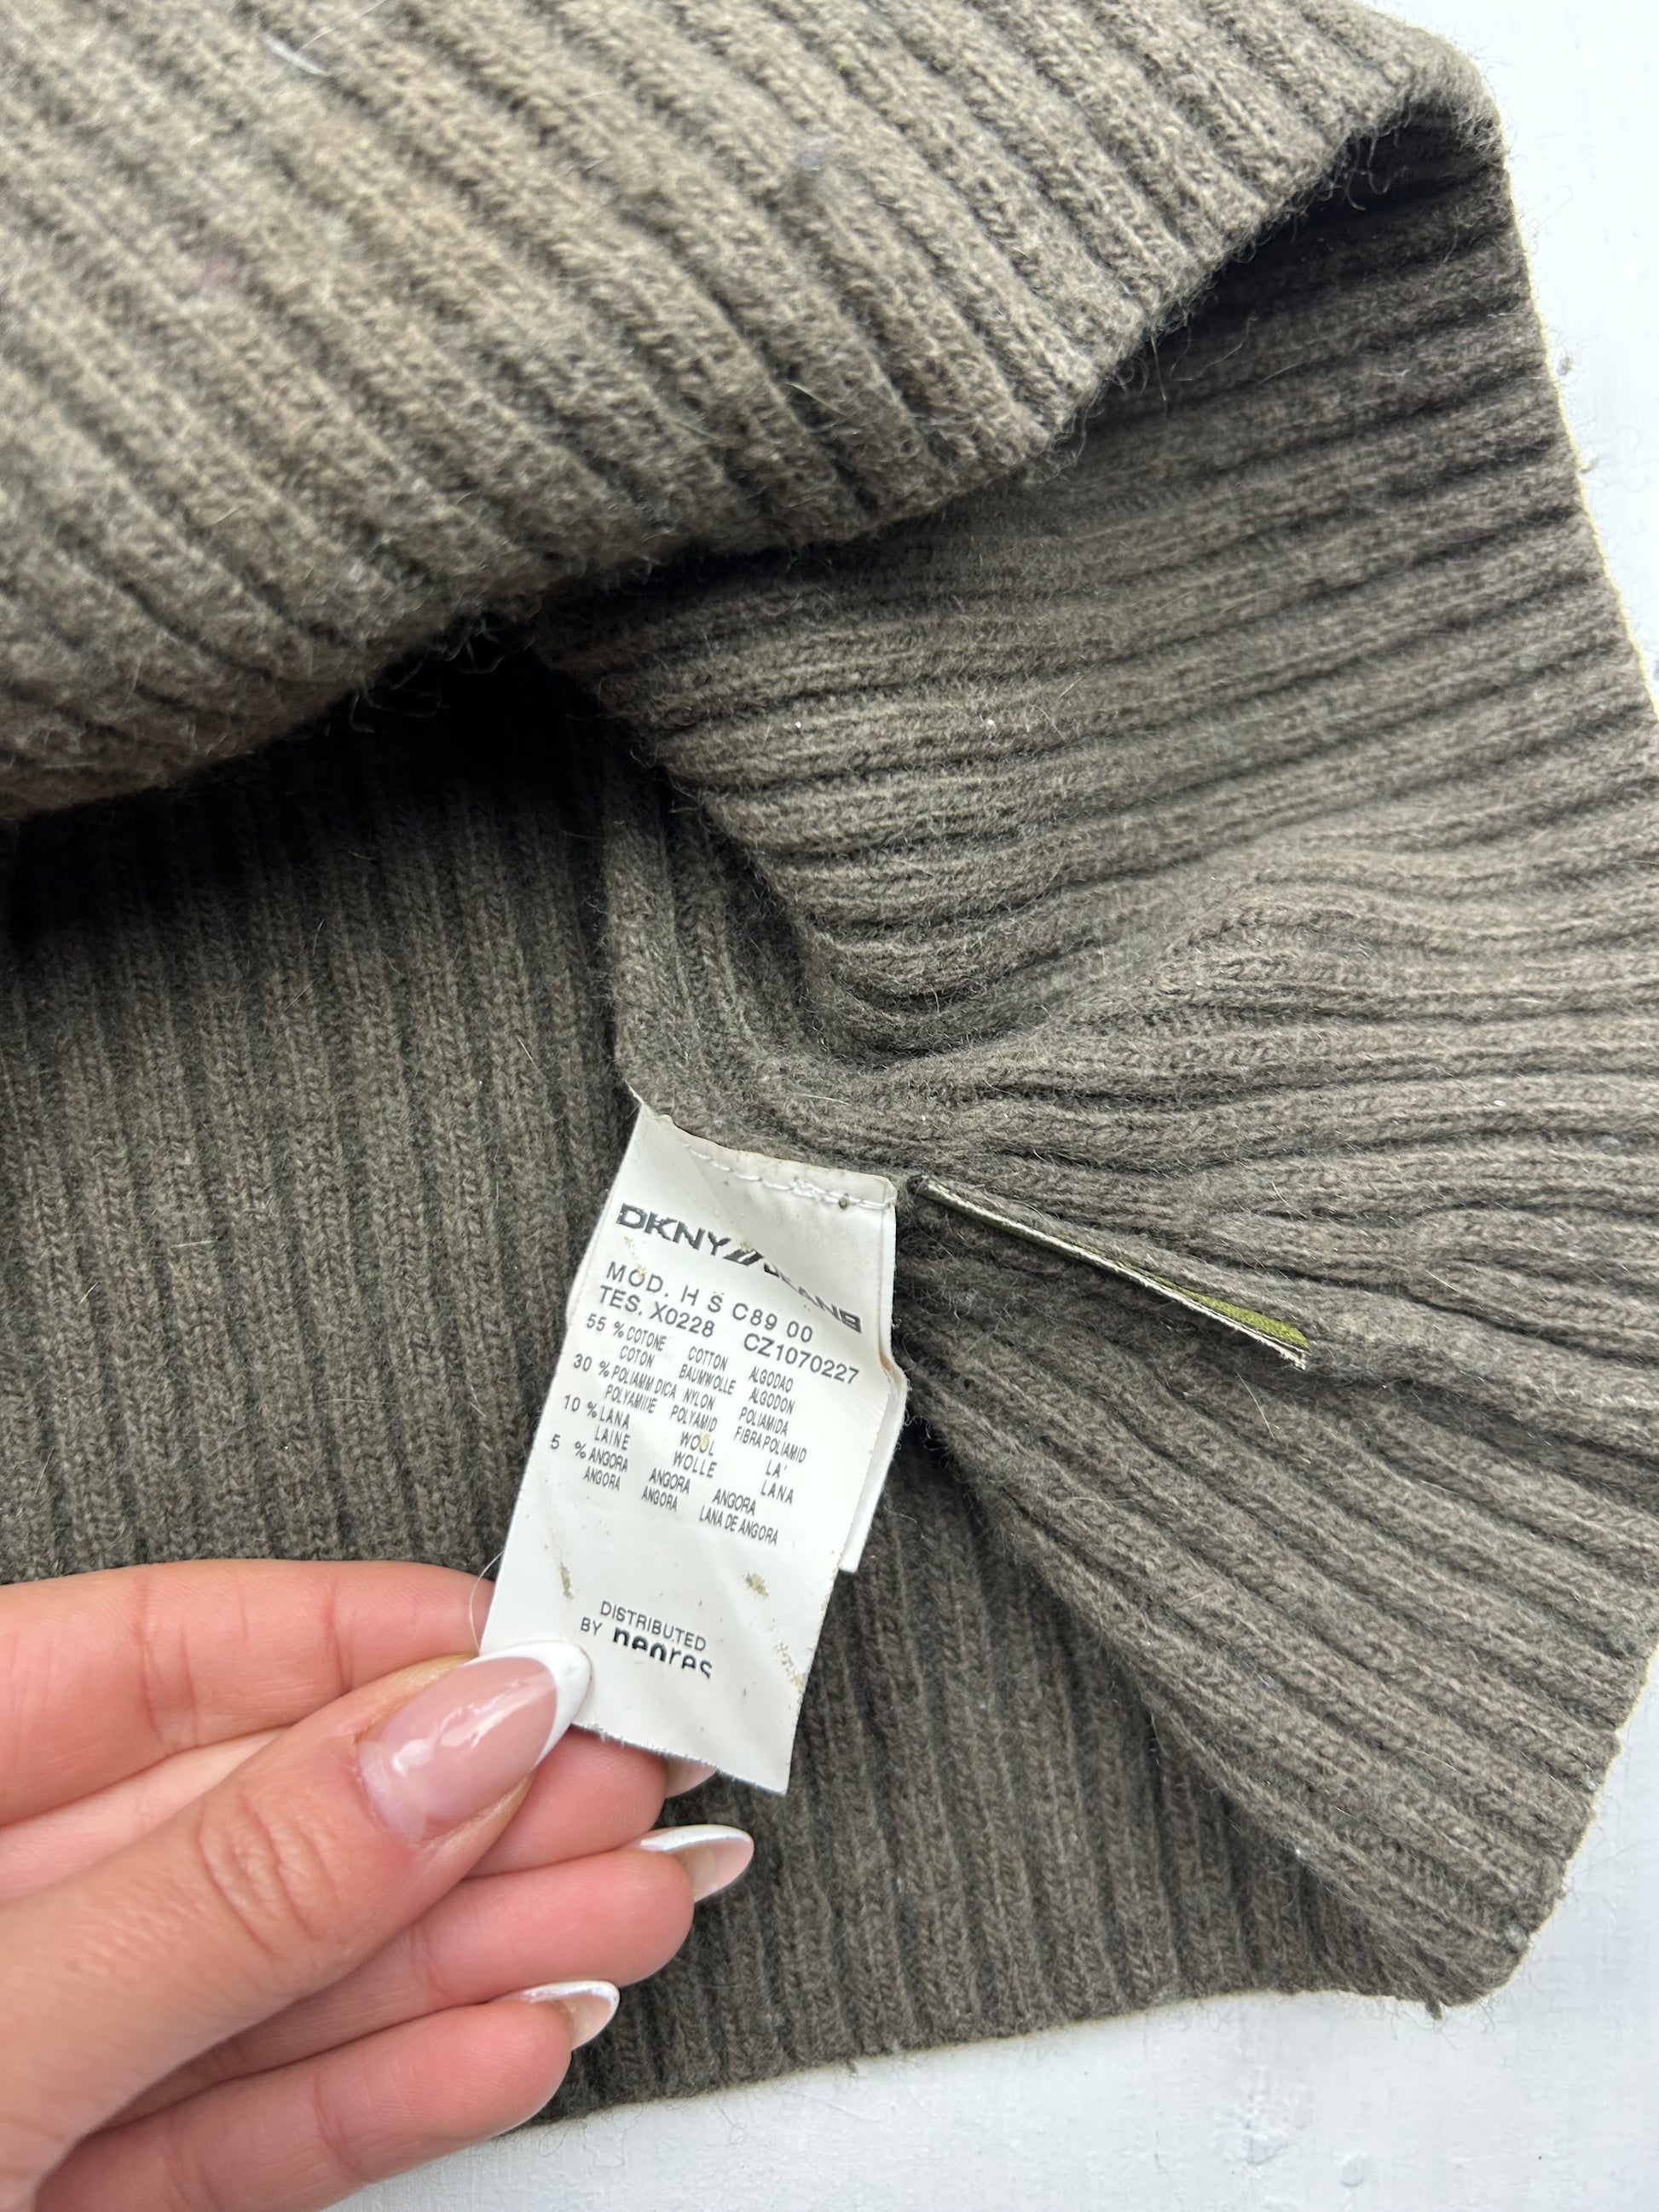 DKNY JEANS
MOD. H S C89 00
TES. X0228 CZ1070227
55 % COTONE COTTON ALGODAO
COTON BAUMWOLLE ALGODON
30 % POLIAMMIDICA NYLON POLIAMIDA
POLYAMIDE POLYAMID FIBRA POLIAMID
10 % LANA WOOL LA'
LAINE WOLLE LANA
5 % ANGORA ANGORA ANGORA
ANGORA ANGORA LANA DE ANGORA
DISTRIBUTED
BY neores